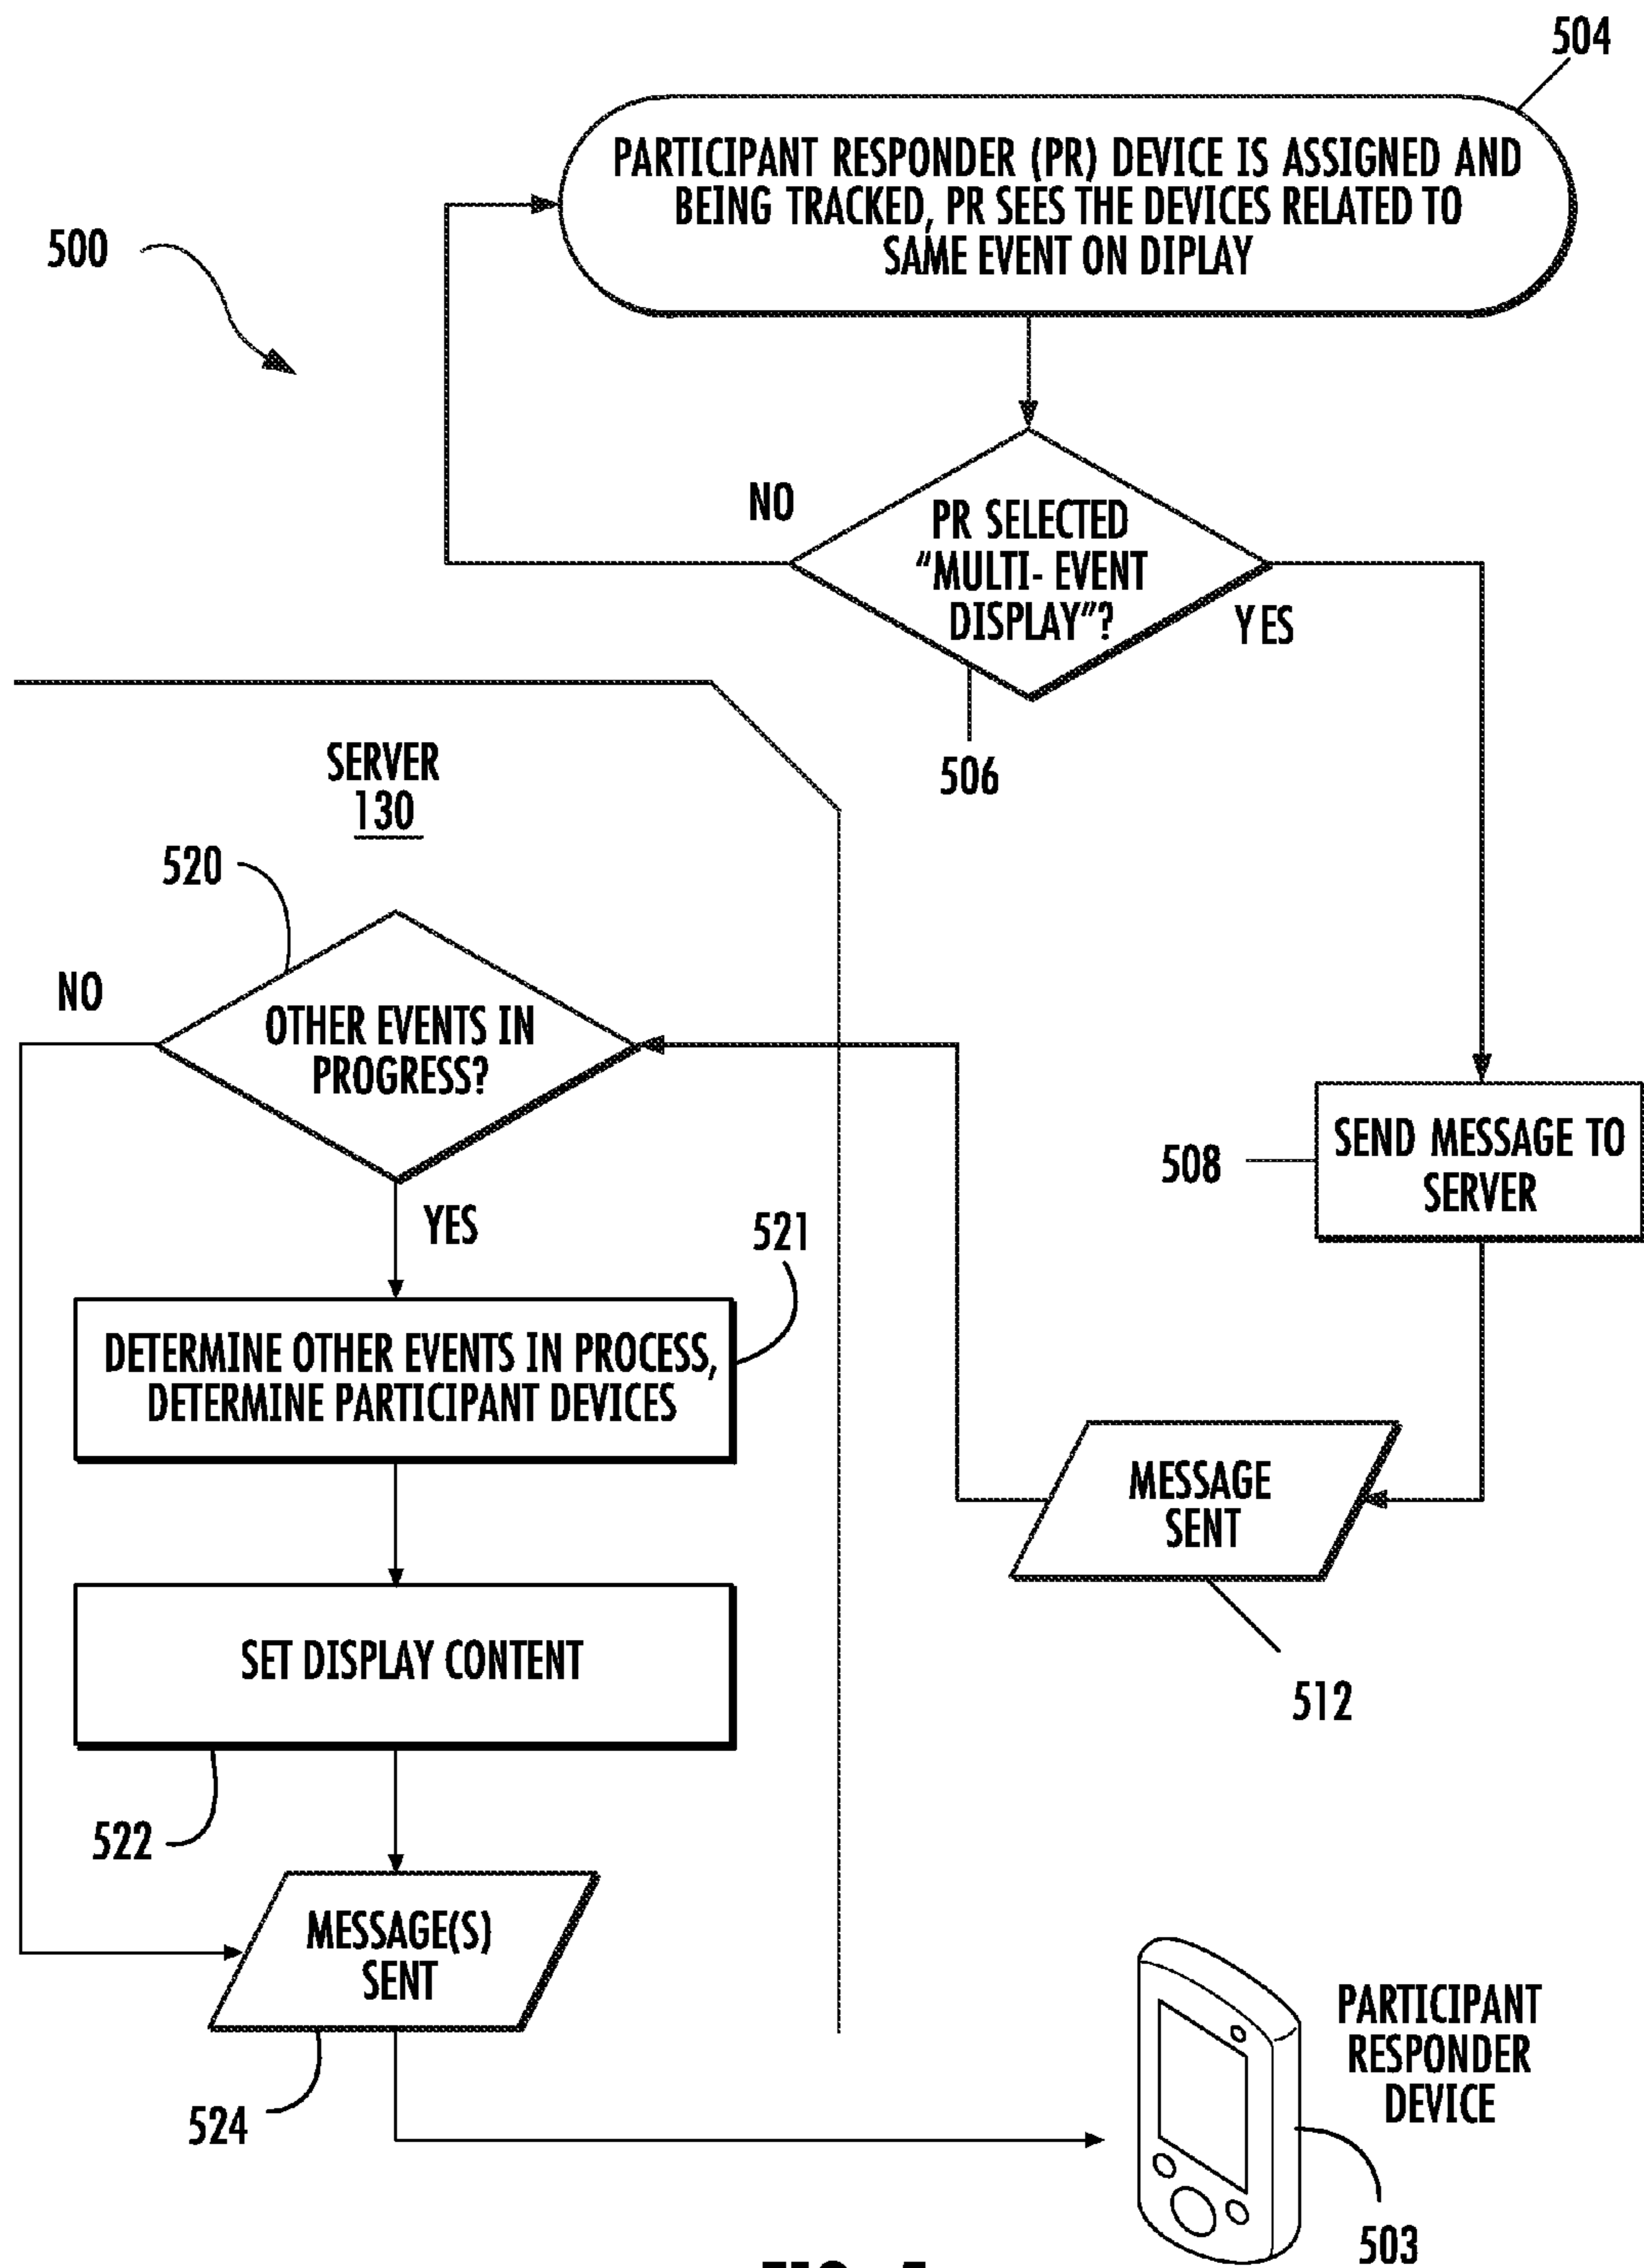 504
PARTICIPANT RESPONDER (PR) DEVICE IS ASSIGNED AND
BEING TRACKED, PR SEES THE DEVICES RELATED TO
SAME EVENT ON DIPLAY
500
NO
PR SELECTED
"MULTI- EVENT
DISPLAY"?
YES
506
SERVER
130
520
NO
OTHER EVENTS IN
PROGRESS?
YES
508
SEND MESSAGE TO
SERVER
521
DETERMINE OTHER EVENTS IN PROCESS,
DETERMINE PARTICIPANT DEVICES
MESSAGE
SENT
512
SET DISPLAY CONTENT
522
MESSAGE(S)
SENT
524
PARTICIPANT
RESPONDER
DEVICE
503